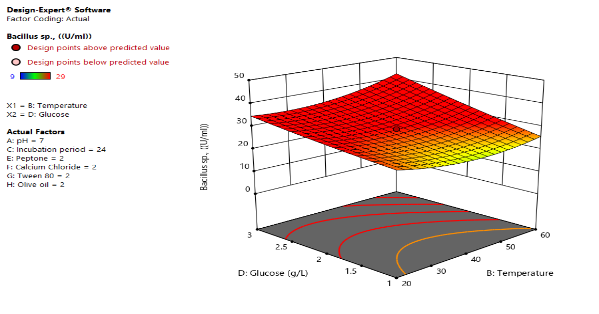 Design-Expert® Software
Factor Coding: Actual
Bacillus sp., ((U/ml))
Design points above predicted value
Design points below predicted value
9 29
X1 = B: Temperature
X2 = D: Glucose
Actual Factors
A: pH = 7
C: Incubation period = 24
E: Peptone = 2
F: Calcium Chloride = 2
G: Tween 80 = 2
H: Olive oil = 2
50
40
30
20
10
0
Bacillus sp., ((U/ml))
3
2.5
2
1.5
1
D: Glucose (g/L)
20
30
40
50
60
B: Temperature